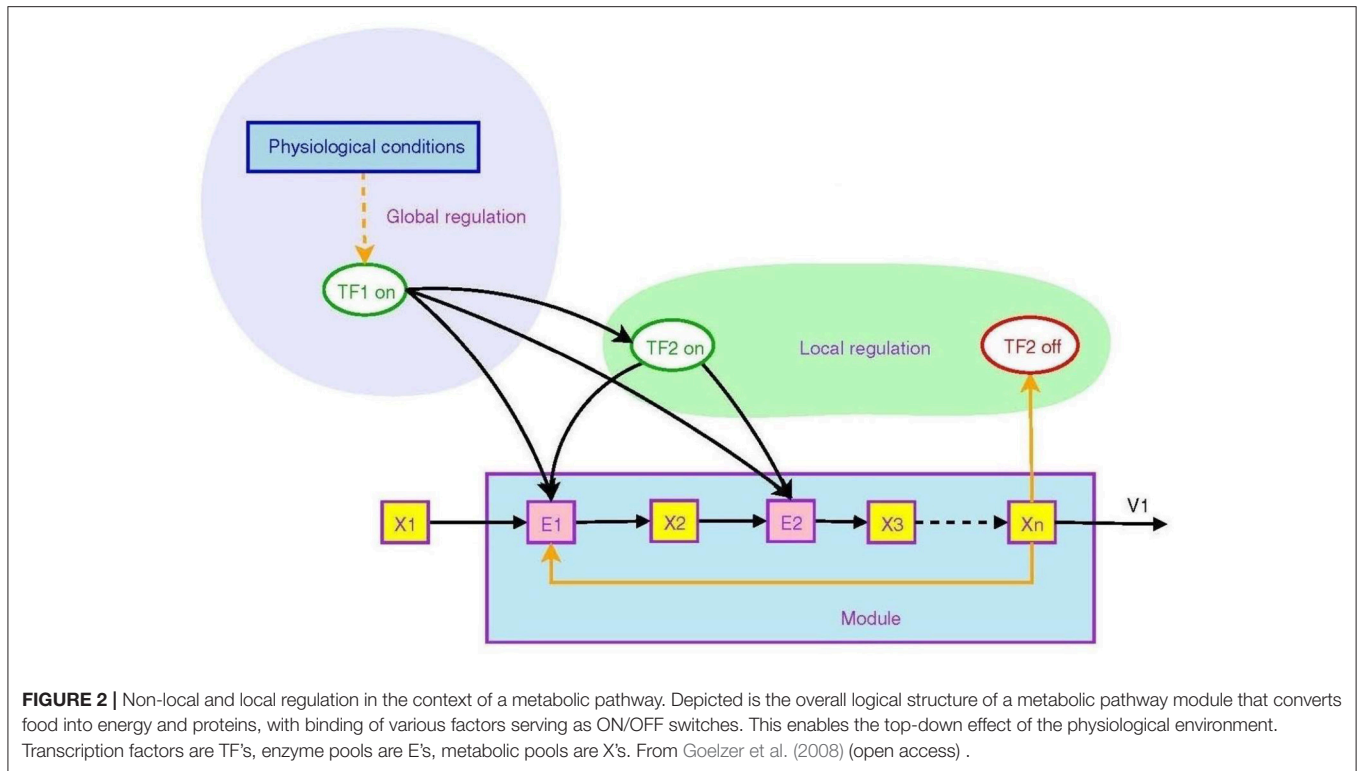 Physiological conditions
Global regulation
TF1 on
TF2 on
Local regulation
TF2 off
X1
E1
X2
E2
X3
Xn
V1
Module
FIGURE 2 | Non-local and local regulation in the context of a metabolic pathway. Depicted is the overall logical structure of a metabolic pathway module that converts
food into energy and proteins, with binding of various factors serving as ON/OFF switches. This enables the top-down effect of the physiological environment.
Transcription factors are TF's, enzyme pools are E's, metabolic pools are X's. From Goelzer et al. (2008) (open access) .